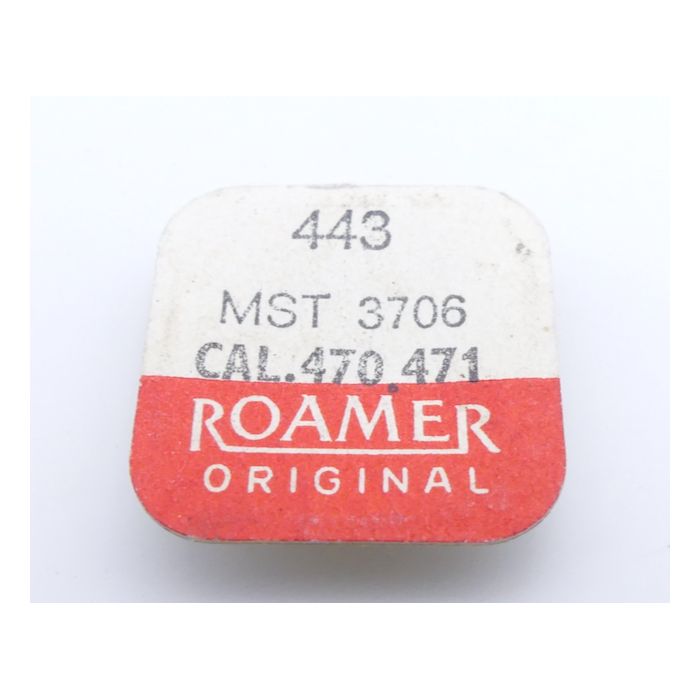 443
MST 3706
CAL.470.471
ROAMER
ORIGINAL